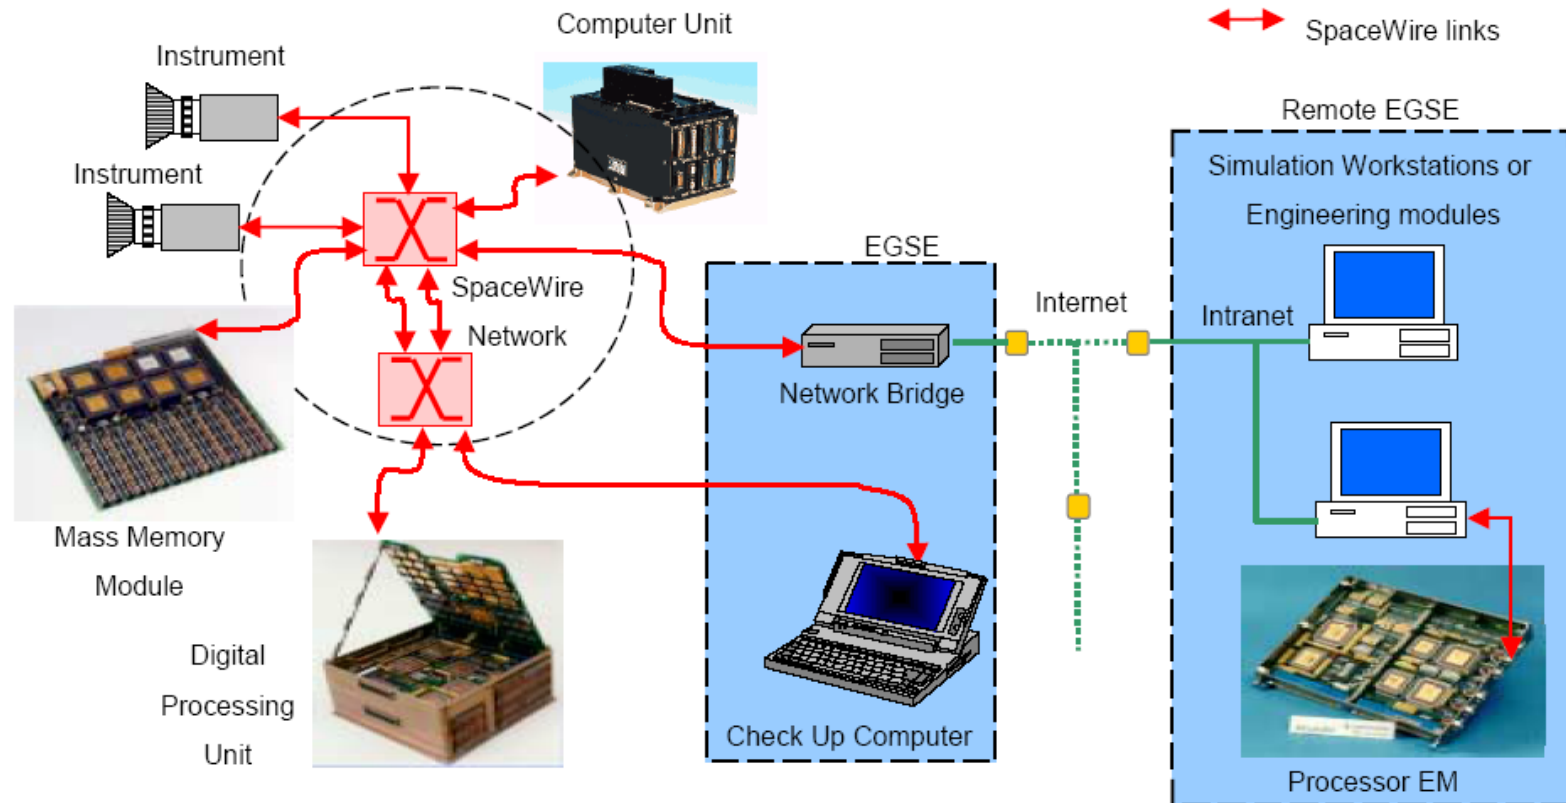 Computer Unit
SpaceWire links
Instrument
Remote EGSE
Instrument
Simulation Workstations or
Engineering modules
EGSE
SpaceWire
Network
Internet
Intranet
Network Bridge
Mass Memory
Module
Digital
Processing
Unit
Check Up Computer
Processor EM